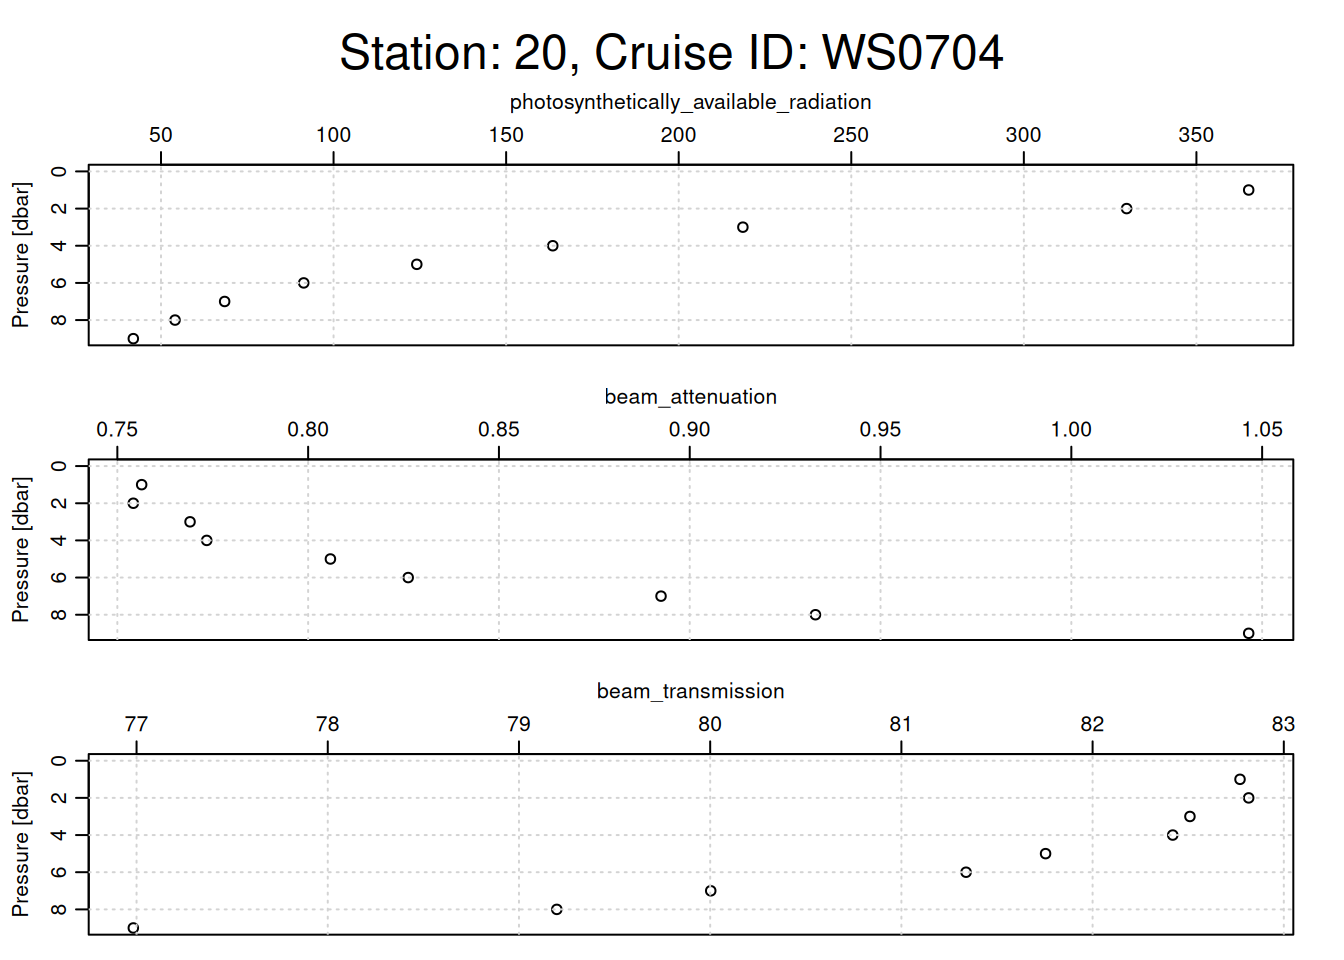 Station: 20, Cruise ID: WS0704
photosynthetically_available_radiation
50 100 150 200 250 300 350
Pressure [dbar]
0
2
4
6
8
beam_attenuation
0.75 0.80 0.85 0.90 0.95 1.00 1.05
Pressure [dbar]
0
2
4
6
8
beam_transmission
77 78 79 80 81 82 83
Pressure [dbar]
0
2
4
6
8